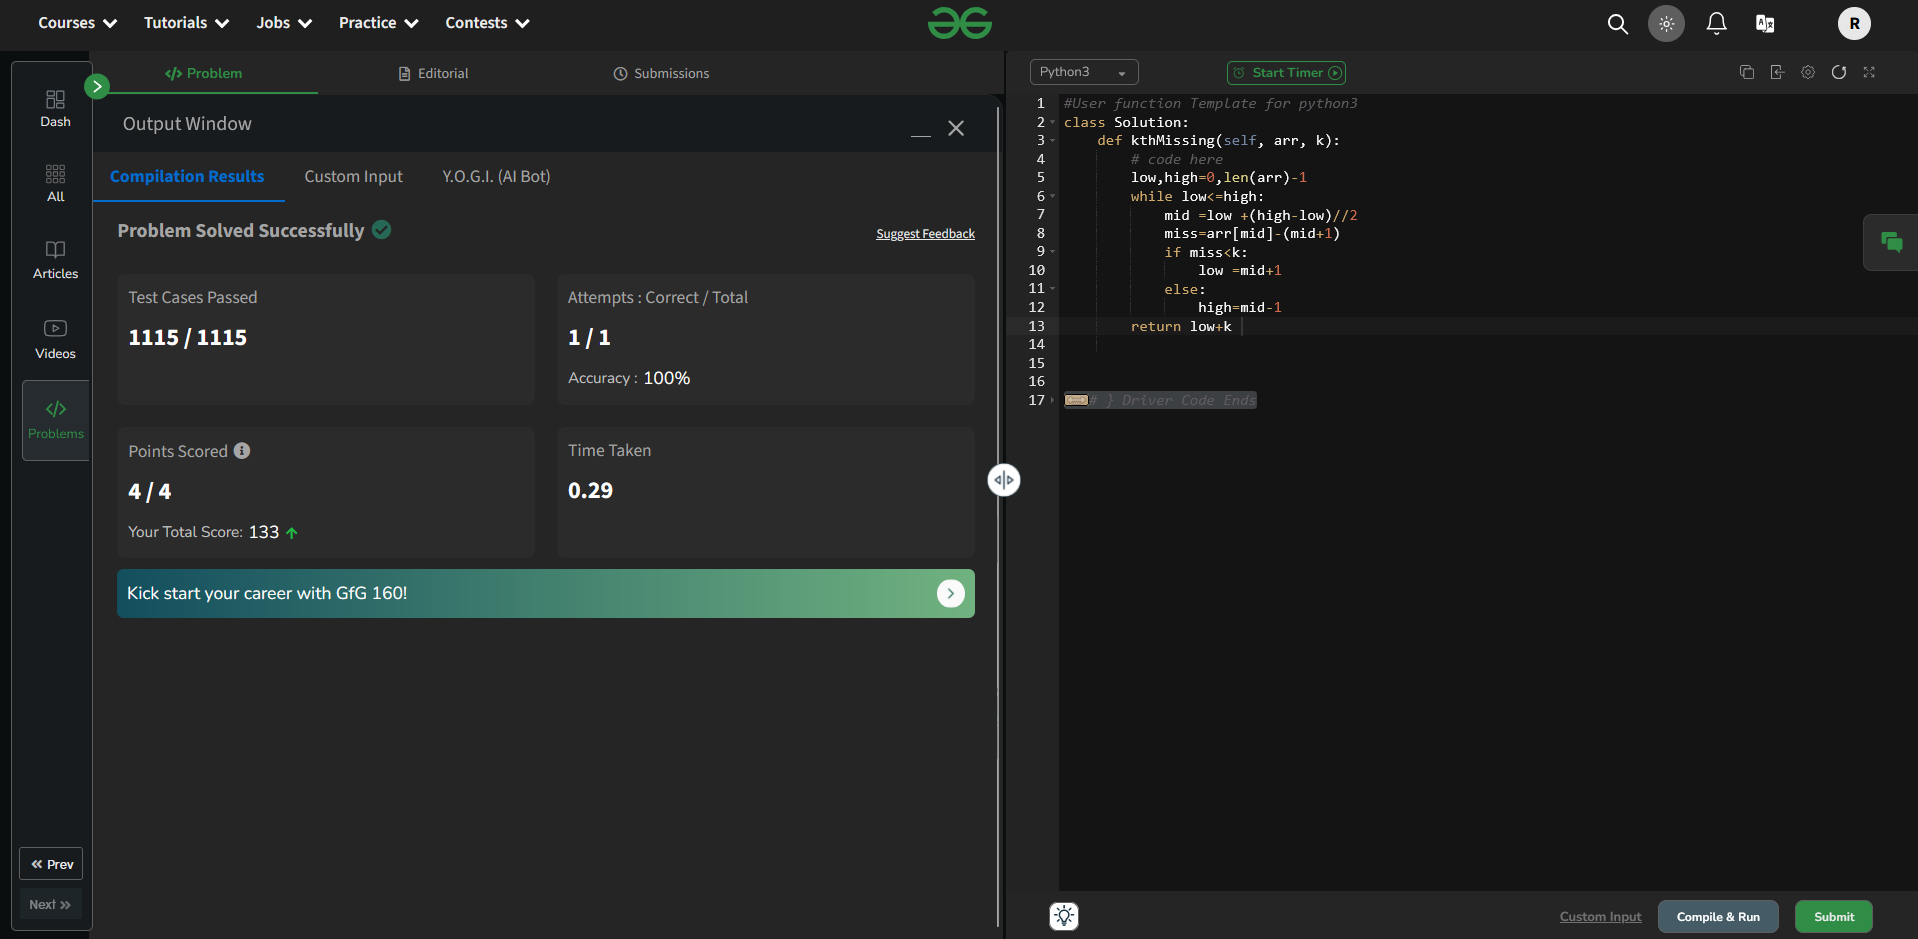 Courses Tutorials Jobs Practice Contests R
Dash
All
Articles
Videos
Problems
Prev
Next
Problem Editorial Submissions
Output Window
Compilation Results Custom Input Y.O.G.I. (AI Bot)
Problem Solved Successfully
Suggest Feedback
Test Cases Passed
1115 / 1115
Attempts : Correct / Total
1 / 1
Accuracy : 100%
Points Scored
4 / 4
Your Total Score: 133
Time Taken
0.29
Kick start your career with GfG 160!
Python3 Start Timer
1 #User function Template for python3
2 class Solution:
3 def kthMissing(self, arr, k):
4 # code here
5 low,high=0,len(arr)-1
6 while low<=high:
7 mid =low +(high-low)//2
8 miss=arr[mid]-(mid+1)
9 if miss<k:
10 low =mid+1
11 else:
12 high=mid-1
13 return low+k
14
15
16
17 # } Driver Code Ends
Custom Input Compile & Run Submit